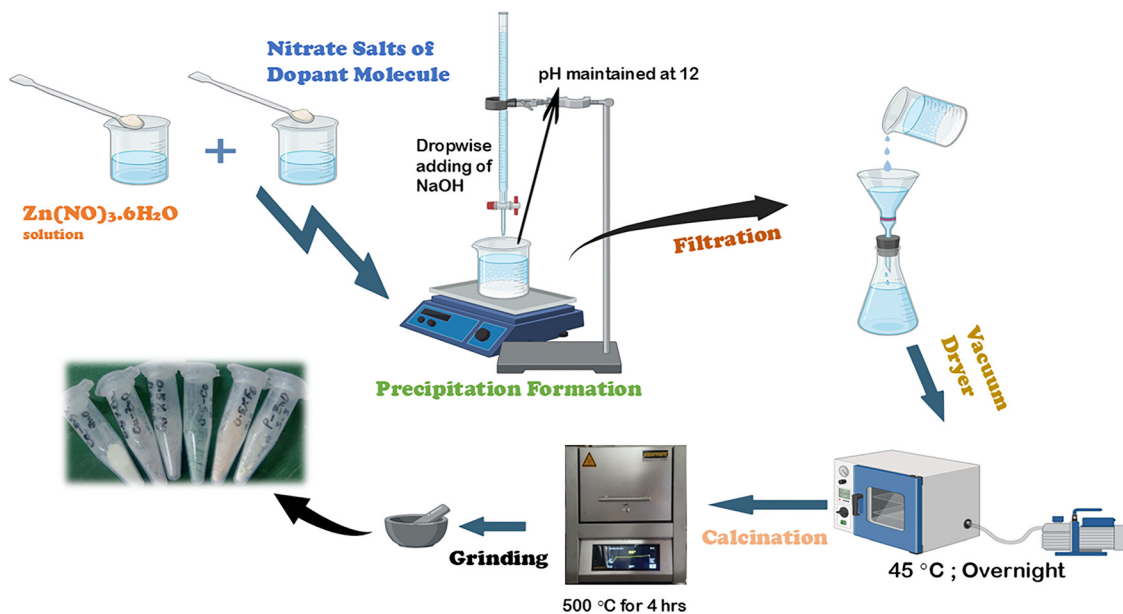 Nitrate Salts of
Dopant Molecule
pH maintained at 12
Dropwise
adding of
NaOH
+
Zn(NO)₃.6H₂O
solution
Filtration
Precipitation Formation
Vacuum
Dryer
45 °C ; Overnight
Calcination
500 °C for 4 hrs
Grinding